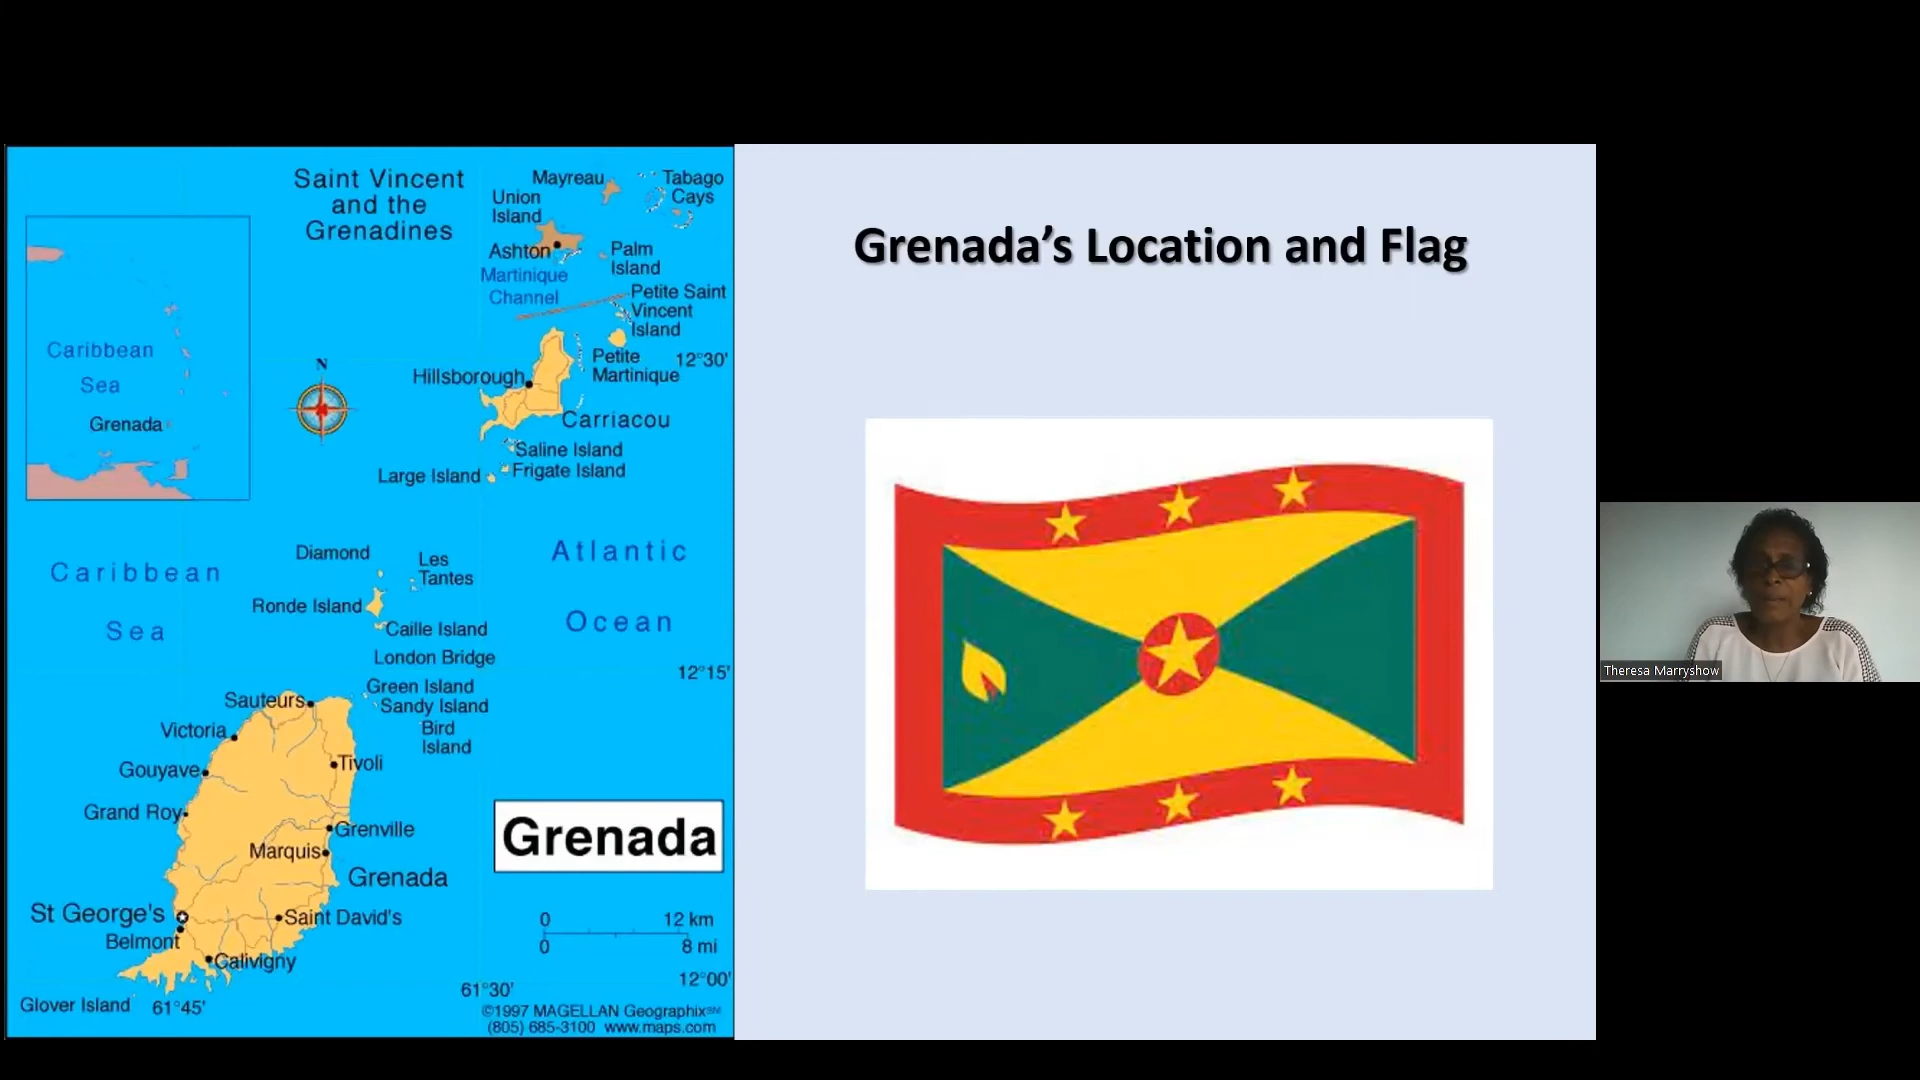 Saint Vincent
and the
Grenadines
Mayreau
Tabago
Cays
Union
Island
Ashton
Palm
Island
Martinique
Channel
Petite Saint
Vincent
Island
Petite
Martinique
12°30'
Caribbean
Sea
Grenada
N
Hillsborough
Carriacou
Saline Island
Frigate Island
Large Island
Caribbean
Sea
Diamond
Les
Tantes
Atlantic
Ocean
Ronde Island
Caille Island
London Bridge
12°15'
Green Island
Sandy Island
Bird
Island
Sauteurs
Victoria
Gouyave
Tivoli
Grand Roy
Grenville
Marquis
Grenada
Grenada
St George's
Saint David's
Belmont
Calivigny
Glover Island
61°45'
0 12 km
0 8 mi
61°30'
12°00'
©1997 MAGELLAN Geographix℠
(805) 685-3100 www.maps.com
Grenada’s Location and Flag
Theresa Marryshow